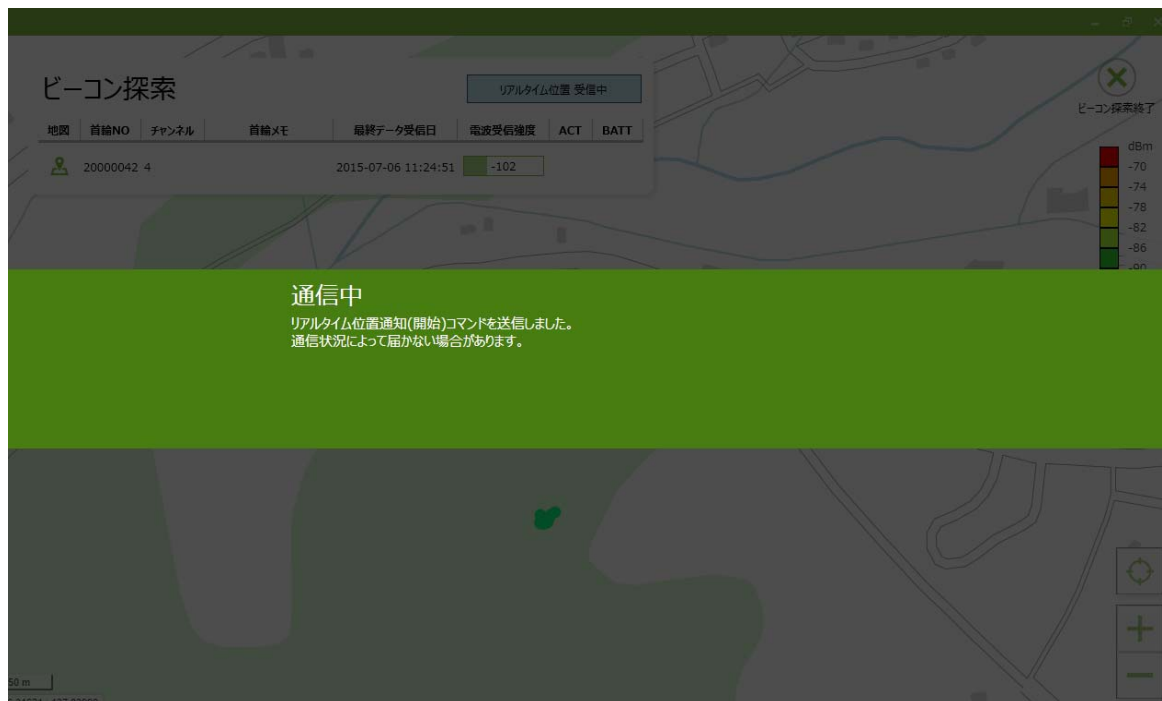 ビーコン探索
リアルタイム位置 受信中
ビーコン探索終了
地図 首輪NO チャンネル 首輪メモ 最終データ受信日 電波受信強度 ACT BATT
20000042 4 2015-07-06 11:24:51 -102
dBm
-70
-74
-78
-82
-86
-90
通信中
リアルタイム位置通知(開始)コマンドを送信しました。
通信状況によって届かない場合があります。
50 m